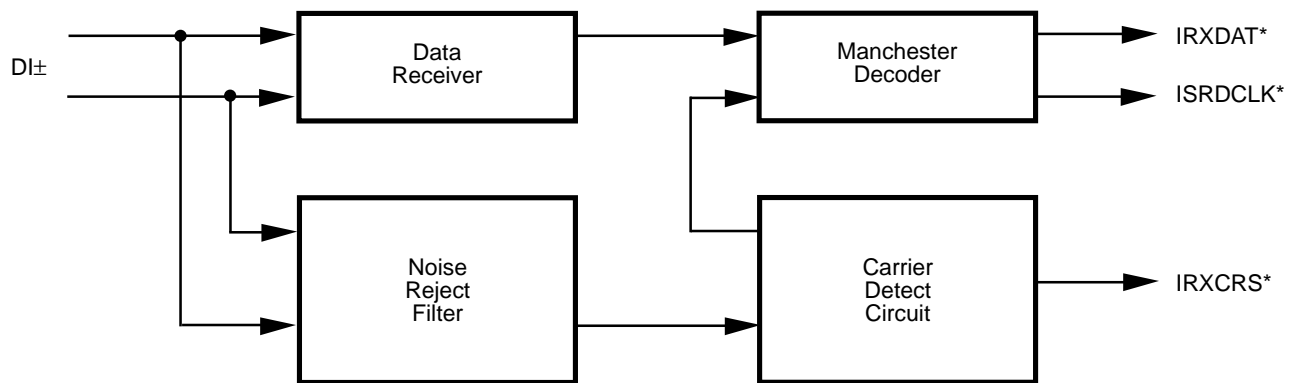 DI±
Data
Receiver
Manchester
Decoder
IRXDAT*
ISRDCLK*
Noise
Reject
Filter
Carrier
Detect
Circuit
IRXCRS*